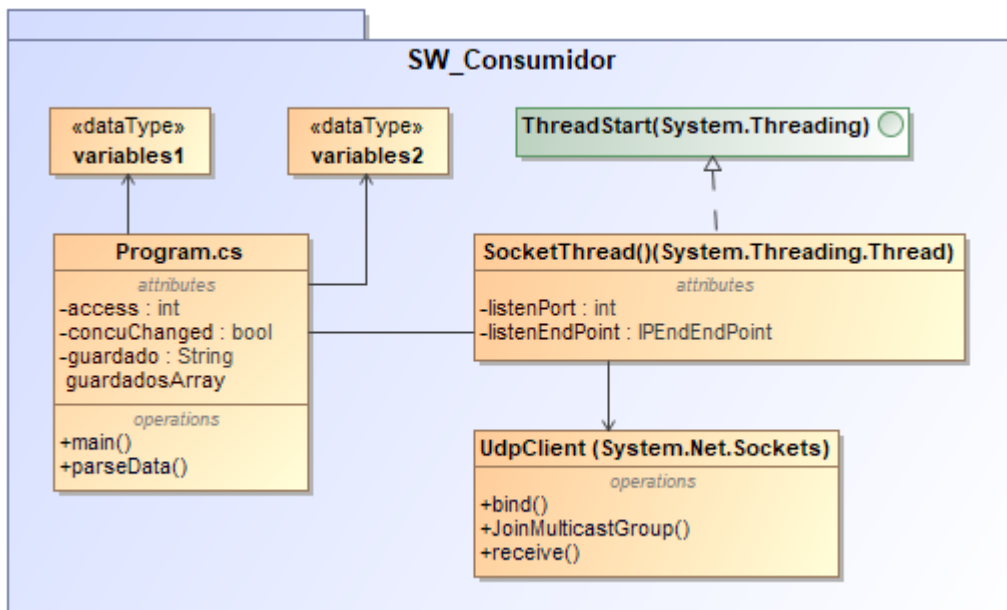 SW_Consumidor
«dataType»
variables1
«dataType»
variables2
ThreadStart(System.Threading)
Program.cs
attributes
-access : int
-concuChanged : bool
-guardado : String
guardadosArray
operations
+main()
+parseData()
SocketThread()(System.Threading.Thread)
attributes
-listenPort : int
-listenEndPoint : IPEndEndPoint
UdpClient (System.Net.Sockets)
operations
+bind()
+JoinMulticastGroup()
+receive()